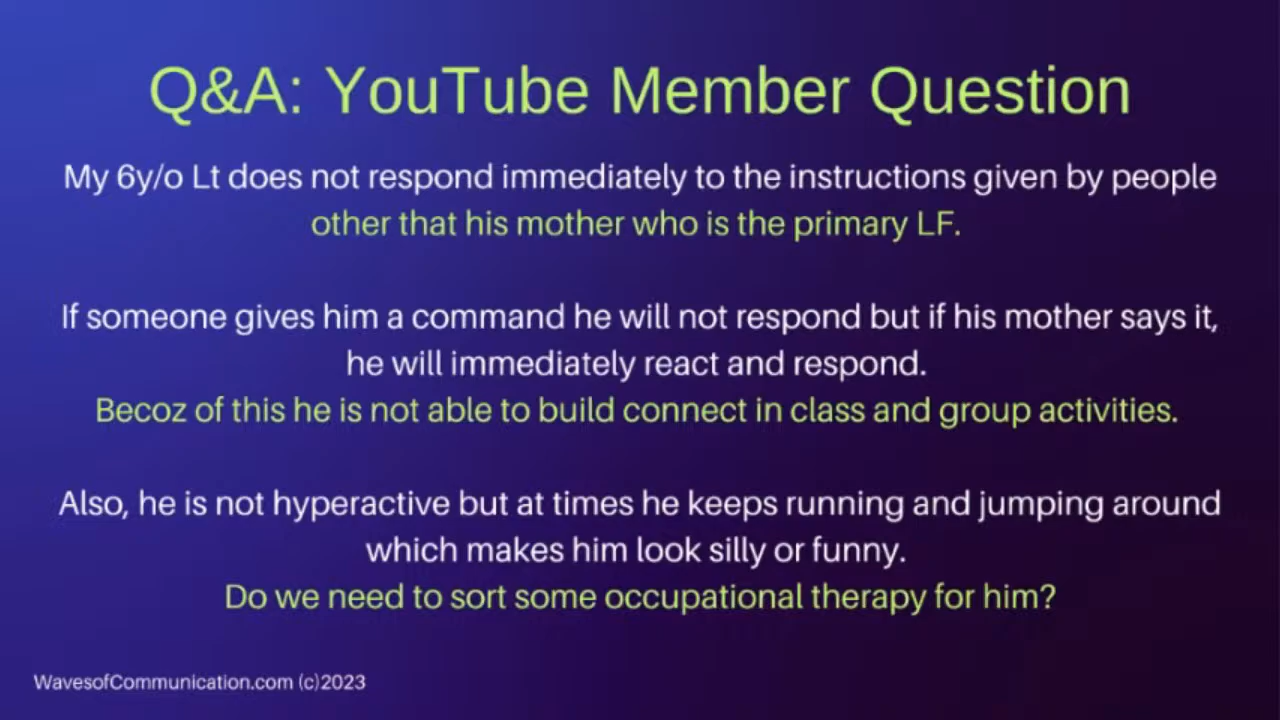 Q&A: YouTube Member Question
My 6y/o Lt does not respond immediately to the instructions given by people
other that his mother who is the primary LF.
If someone gives him a command he will not respond but if his mother says it,
he will immediately react and respond.
Becoz of this he is not able to build connect in class and group activities.
Also, he is not hyperactive but at times he keeps running and jumping around
which makes him look silly or funny.
Do we need to sort some occupational therapy for him?
WavesofCommunication.com (c)2023